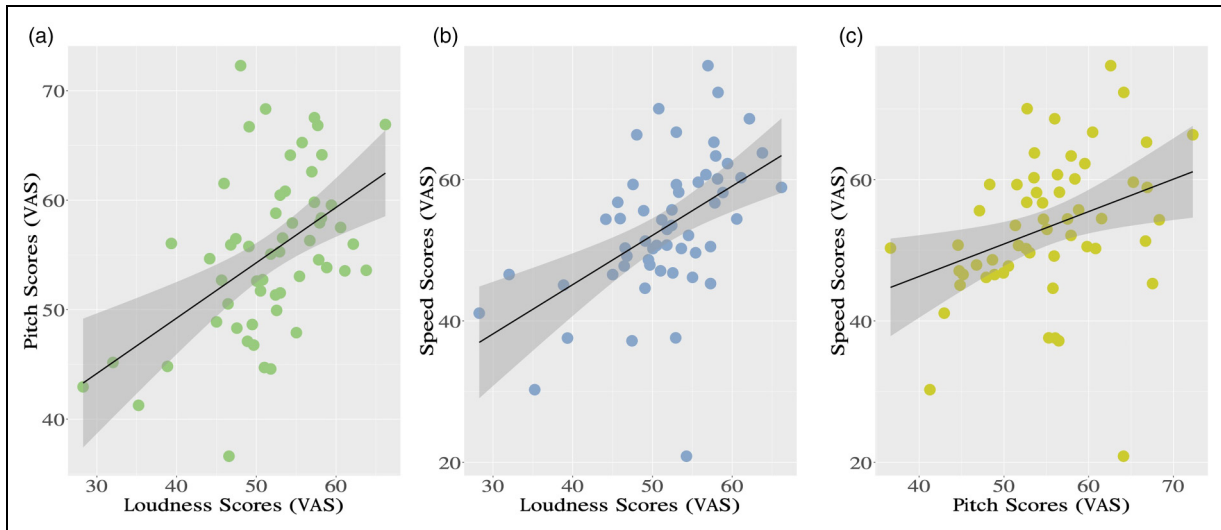 (a)
70
60
50
40
30 40 50 60
Pitch Scores (VAS)
Loudness Scores (VAS)
(b)
60
40
20
30 40 50 60
Speed Scores (VAS)
Loudness Scores (VAS)
(c)
60
40
20
40 50 60 70
Speed Scores (VAS)
Pitch Scores (VAS)